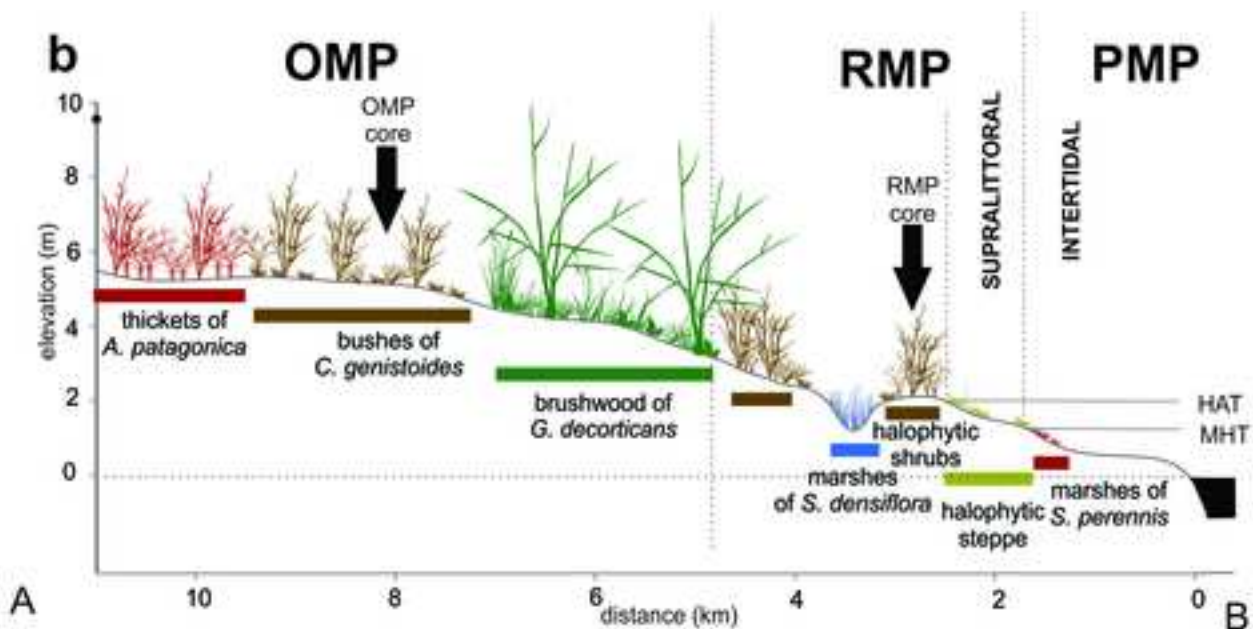 b
OMP
RMP
PMP
OMP
core
RMP
core
SUPRALITTORAL
INTERTIDAL
elevation (m)
10
8
6
4
2
0
thickets of
A. patagonica
bushes of
C. genistoides
brushwood of
G. decorticans
halophytic
shrubs
marshes
of S. densiflora
halophytic
steppe
marshes of
S. perennis
HAT
MHT
A
10
8
6
4
2
0
B
distance (km)